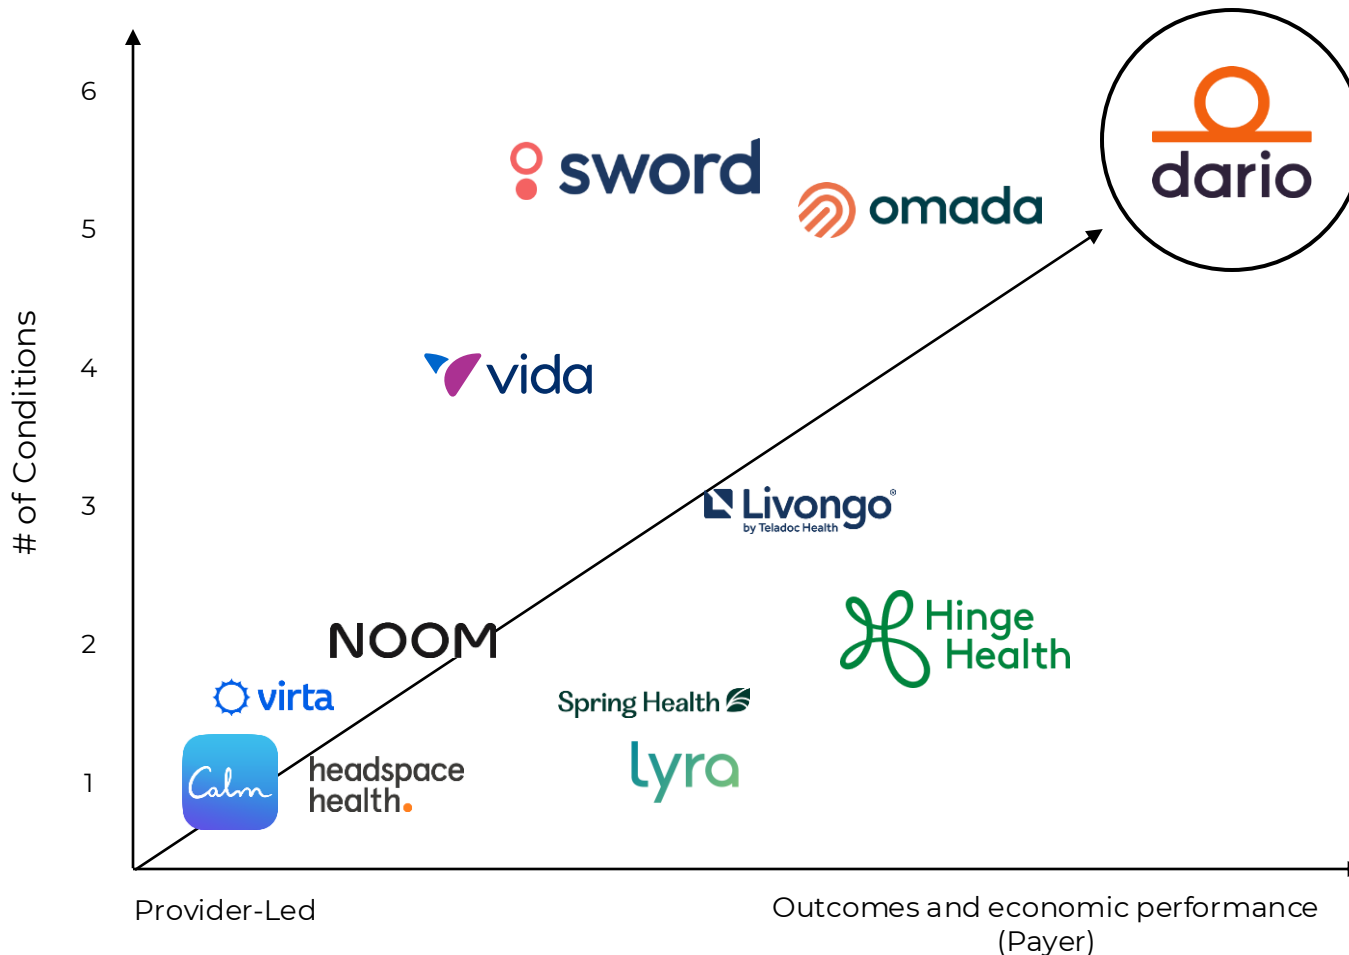 6
dario
sword
omada
5
# of Conditions
4
vida
3
Livongo®
by Teladoc Health
Hinge
Health
2
NOOM
virta
Spring Health
1
Calm
headspace
health.
lyra
Provider-Led
Outcomes and economic performance
(Payer)